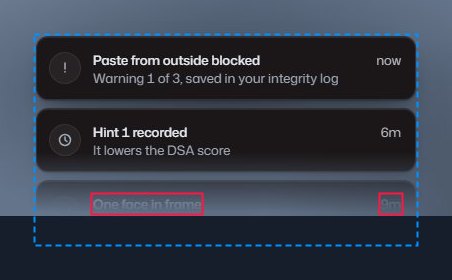 Paste from outside blocked
now
Warning 1 of 3, saved in your integrity log
Hint 1 recorded
6m
It lowers the DSA score
One face in frame
9m